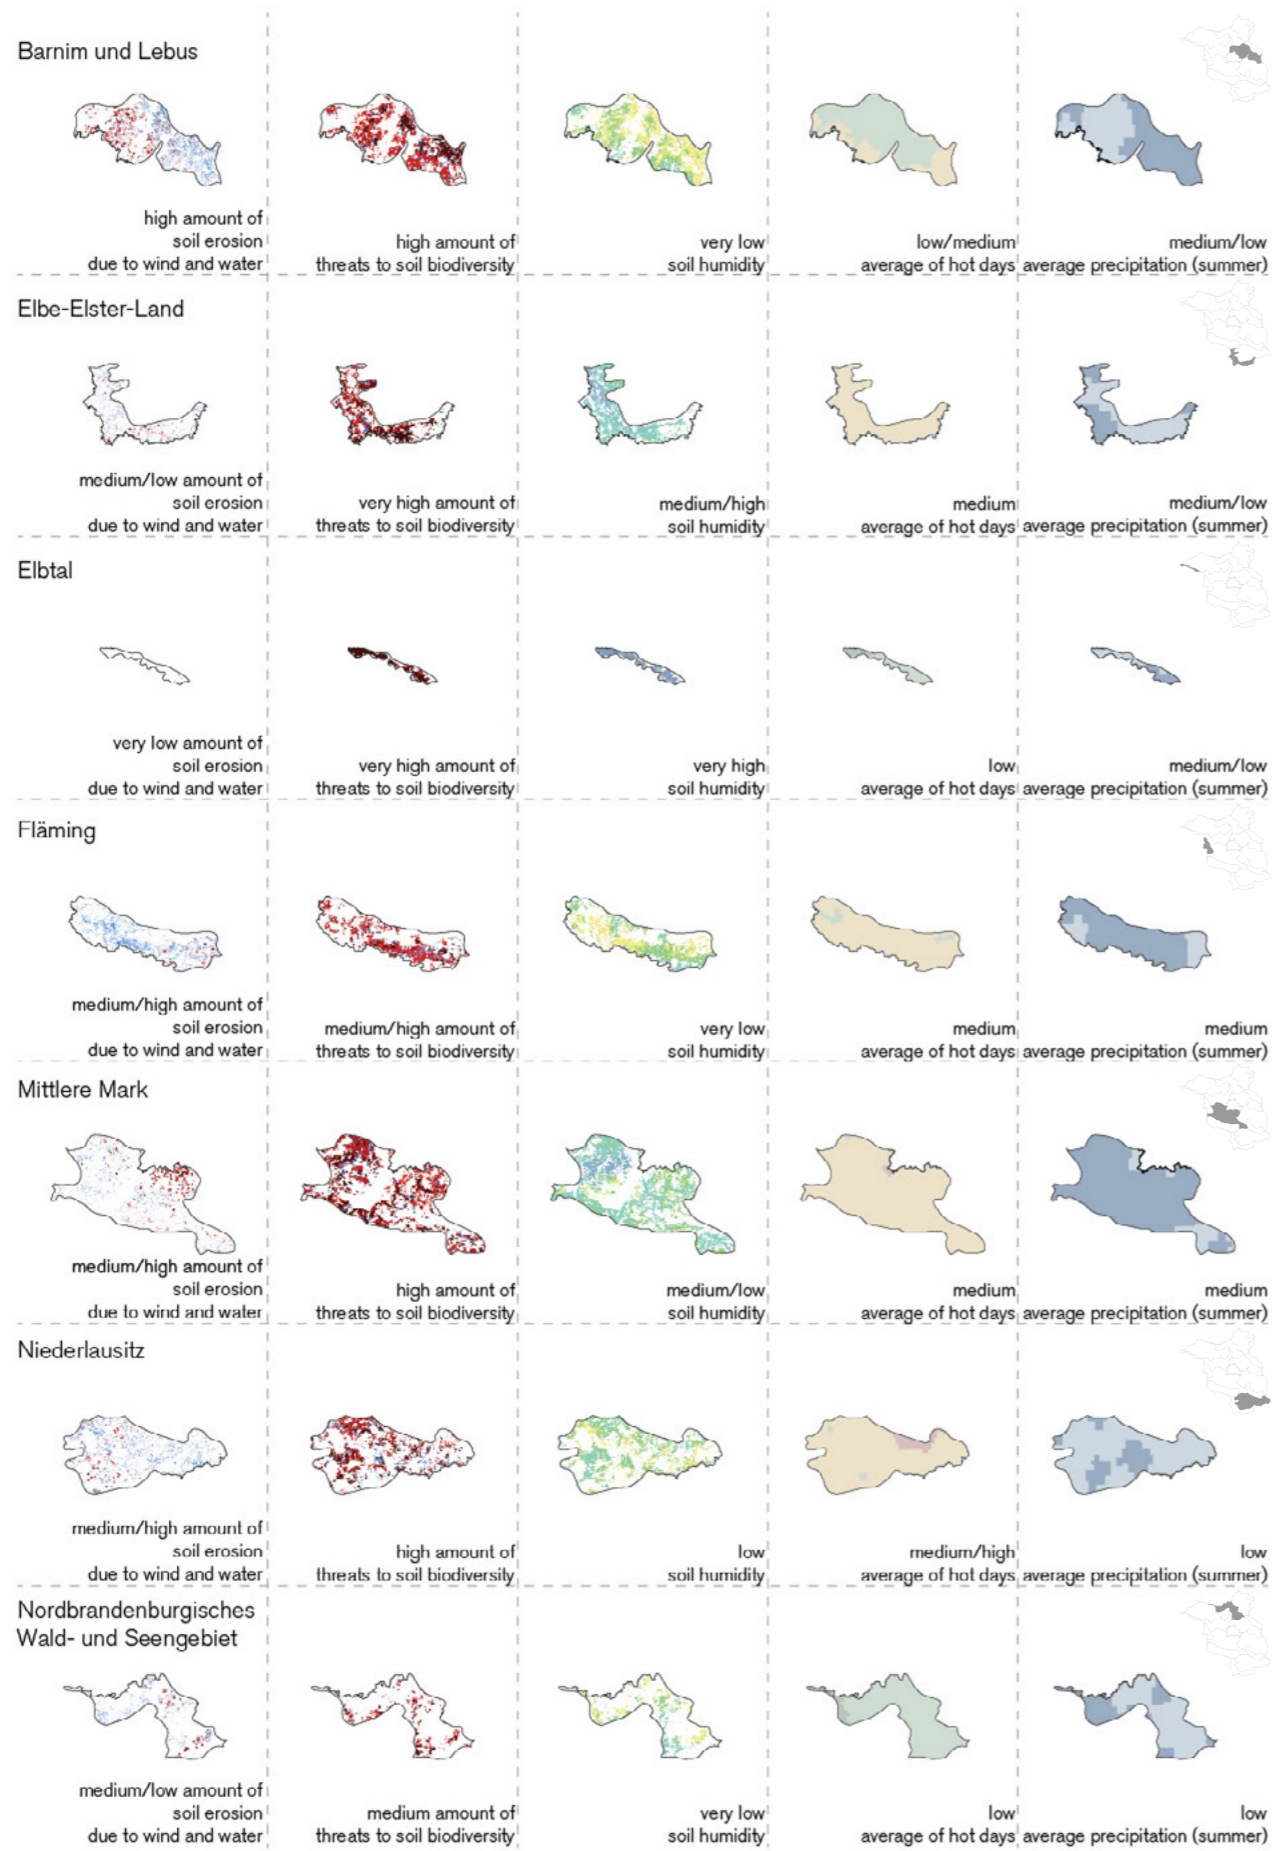 Barnim und Lebus
high amount of
soil erosion
due to wind and water
high amount of
threats to soil biodiversity
very low
soil humidity
low/medium
average of hot days
medium/low
average precipitation (summer)
Elbe-Elster-Land
medium/low amount of
soil erosion
due to wind and water
very high amount of
threats to soil biodiversity
medium/high
soil humidity
medium
average of hot days
medium/low
average precipitation (summer)
Elbtal
very low amount of
soil erosion
due to wind and water
very high amount of
threats to soil biodiversity
very high
soil humidity
low
average of hot days
medium/low
average precipitation (summer)
Fläming
medium/high amount of
soil erosion
due to wind and water
medium/high amount of
threats to soil biodiversity
very low
soil humidity
medium
average of hot days
medium
average precipitation (summer)
Mittlere Mark
medium/high amount of
soil erosion
due to wind and water
high amount of
threats to soil biodiversity
medium/low
soil humidity
medium
average of hot days
medium
average precipitation (summer)
Niederlausitz
medium/high amount of
soil erosion
due to wind and water
high amount of
threats to soil biodiversity
low
soil humidity
medium/high
average of hot days
low
average precipitation (summer)
Nordbrandenburgisches
Wald- und Seengebiet
medium/low amount of
soil erosion
due to wind and water
medium amount of
threats to soil biodiversity
very low
soil humidity
low
average of hot days
low
average precipitation (summer)